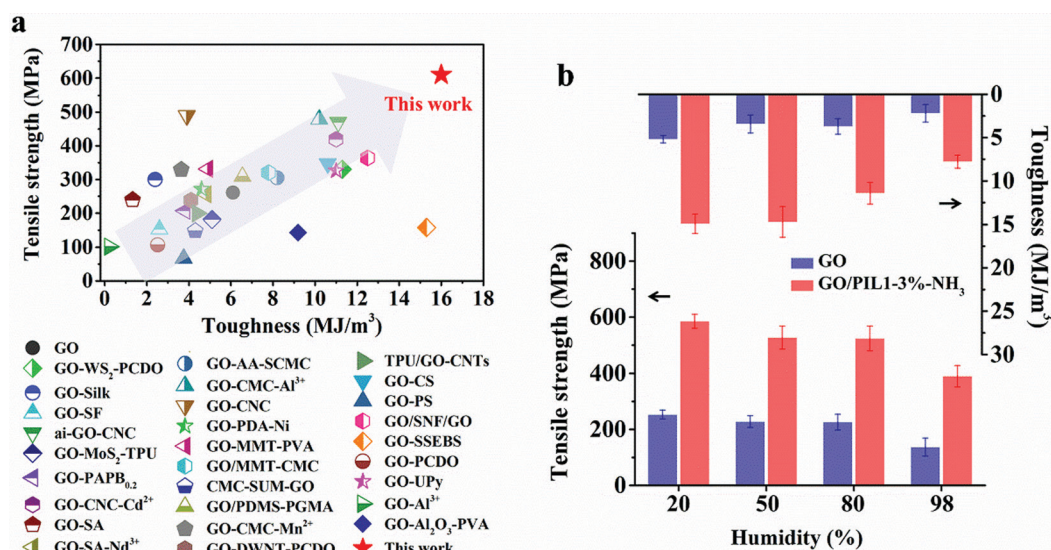 a
Tensile strength (MPa)
700
600
500
400
300
200
100
0
This work
0 2 4 6 8 10 12 14 16 18
Toughness (MJ/m³)
GO
GO-WS₂-PCDO
GO-Silk
GO-SF
ai-GO-CNC
GO-MoS₂-TPU
GO-PAPB₀.₂
GO-CNC-Cd²⁺
GO-SA
GO-SA-Nd³⁺
GO-AA-SCMC
GO-CMC-Al³⁺
GO-CNC
GO-PDA-Ni
GO-MMT-PVA
GO/MMT-CMC
CMC-SUM-GO
GO/PDMS-PGMA
GO-CMC-Mn²⁺
GO-DWNT-PCDO
TPU/GO-CNTs
GO-CS
GO-PS
GO/SNF/GO
GO-SSEBS
GO-PCDO
GO-UPy
GO-Al³⁺
GO-Al₂O₃-PVA
This work
b
0
5
10
15
20
25
30
Toughness (MJ/m³)
GO
GO/PIL1-3%-NH₃
Tensile strength (MPa)
800
600
400
200
0
20 50 80 98
Humidity (%)